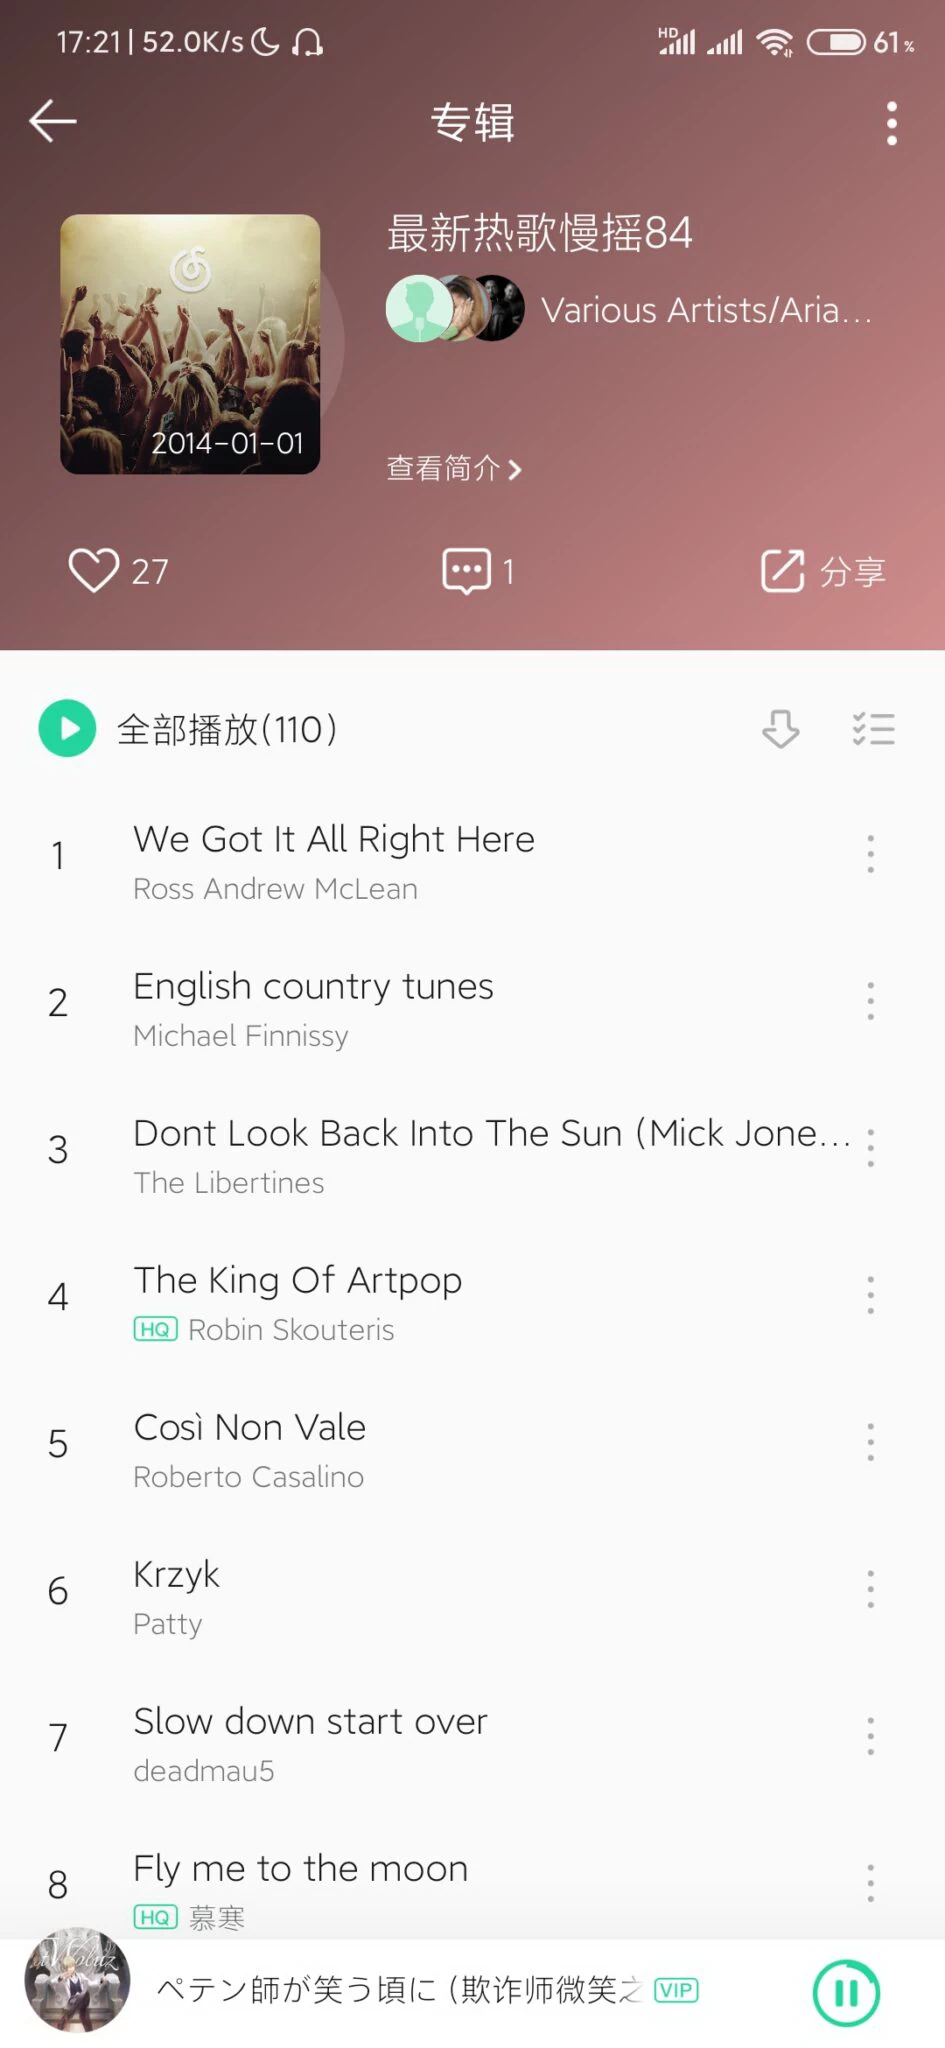 17:21 | 52.0K/s
HD 61%
专辑
最新热歌慢摇84
Various Artists/Aria...
2014-01-01
查看简介
27
1
分享
全部播放(110)
1
We Got It All Right Here
Ross Andrew McLean
2
English country tunes
Michael Finnissy
3
Dont Look Back Into The Sun (Mick Jone...
The Libertines
4
The King Of Artpop
HQ Robin Skouteris
5
Così Non Vale
Roberto Casalino
6
Krzyk
Patty
7
Slow down start over
deadmau5
8
Fly me to the moon
HQ 慕寒
ペテン師が笑う頃に (欺诈师微笑之 VIP